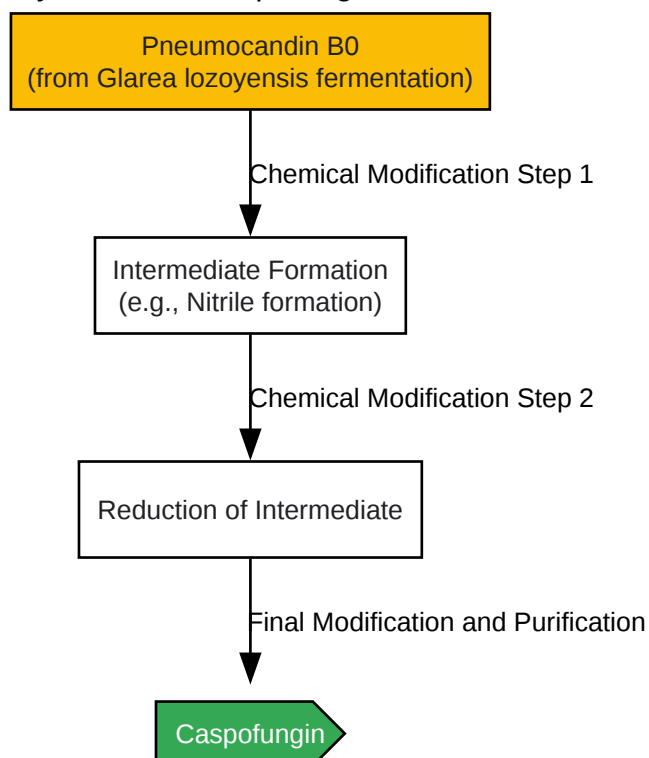 Pneumocandin B0
(from Glarea lozoyensis fermentation)
Chemical Modification Step 1
Intermediate Formation
(e.g., Nitrile formation)
Chemical Modification Step 2
Reduction of Intermediate
Final Modification and Purification
Caspofungin